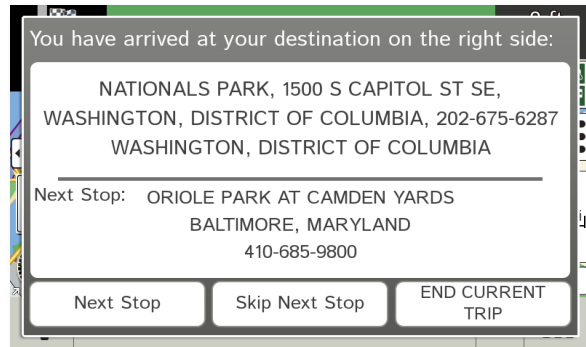 You have arrived at your destination on the right side:
NATIONALS PARK, 1500 S CAPITOL ST SE,
WASHINGTON, DISTRICT OF COLUMBIA, 202-675-6287
WASHINGTON, DISTRICT OF COLUMBIA
Next Stop: ORIOLE PARK AT CAMDEN YARDS
BALTIMORE, MARYLAND
410-685-9800
Next Stop
Skip Next Stop
END CURRENT
TRIP